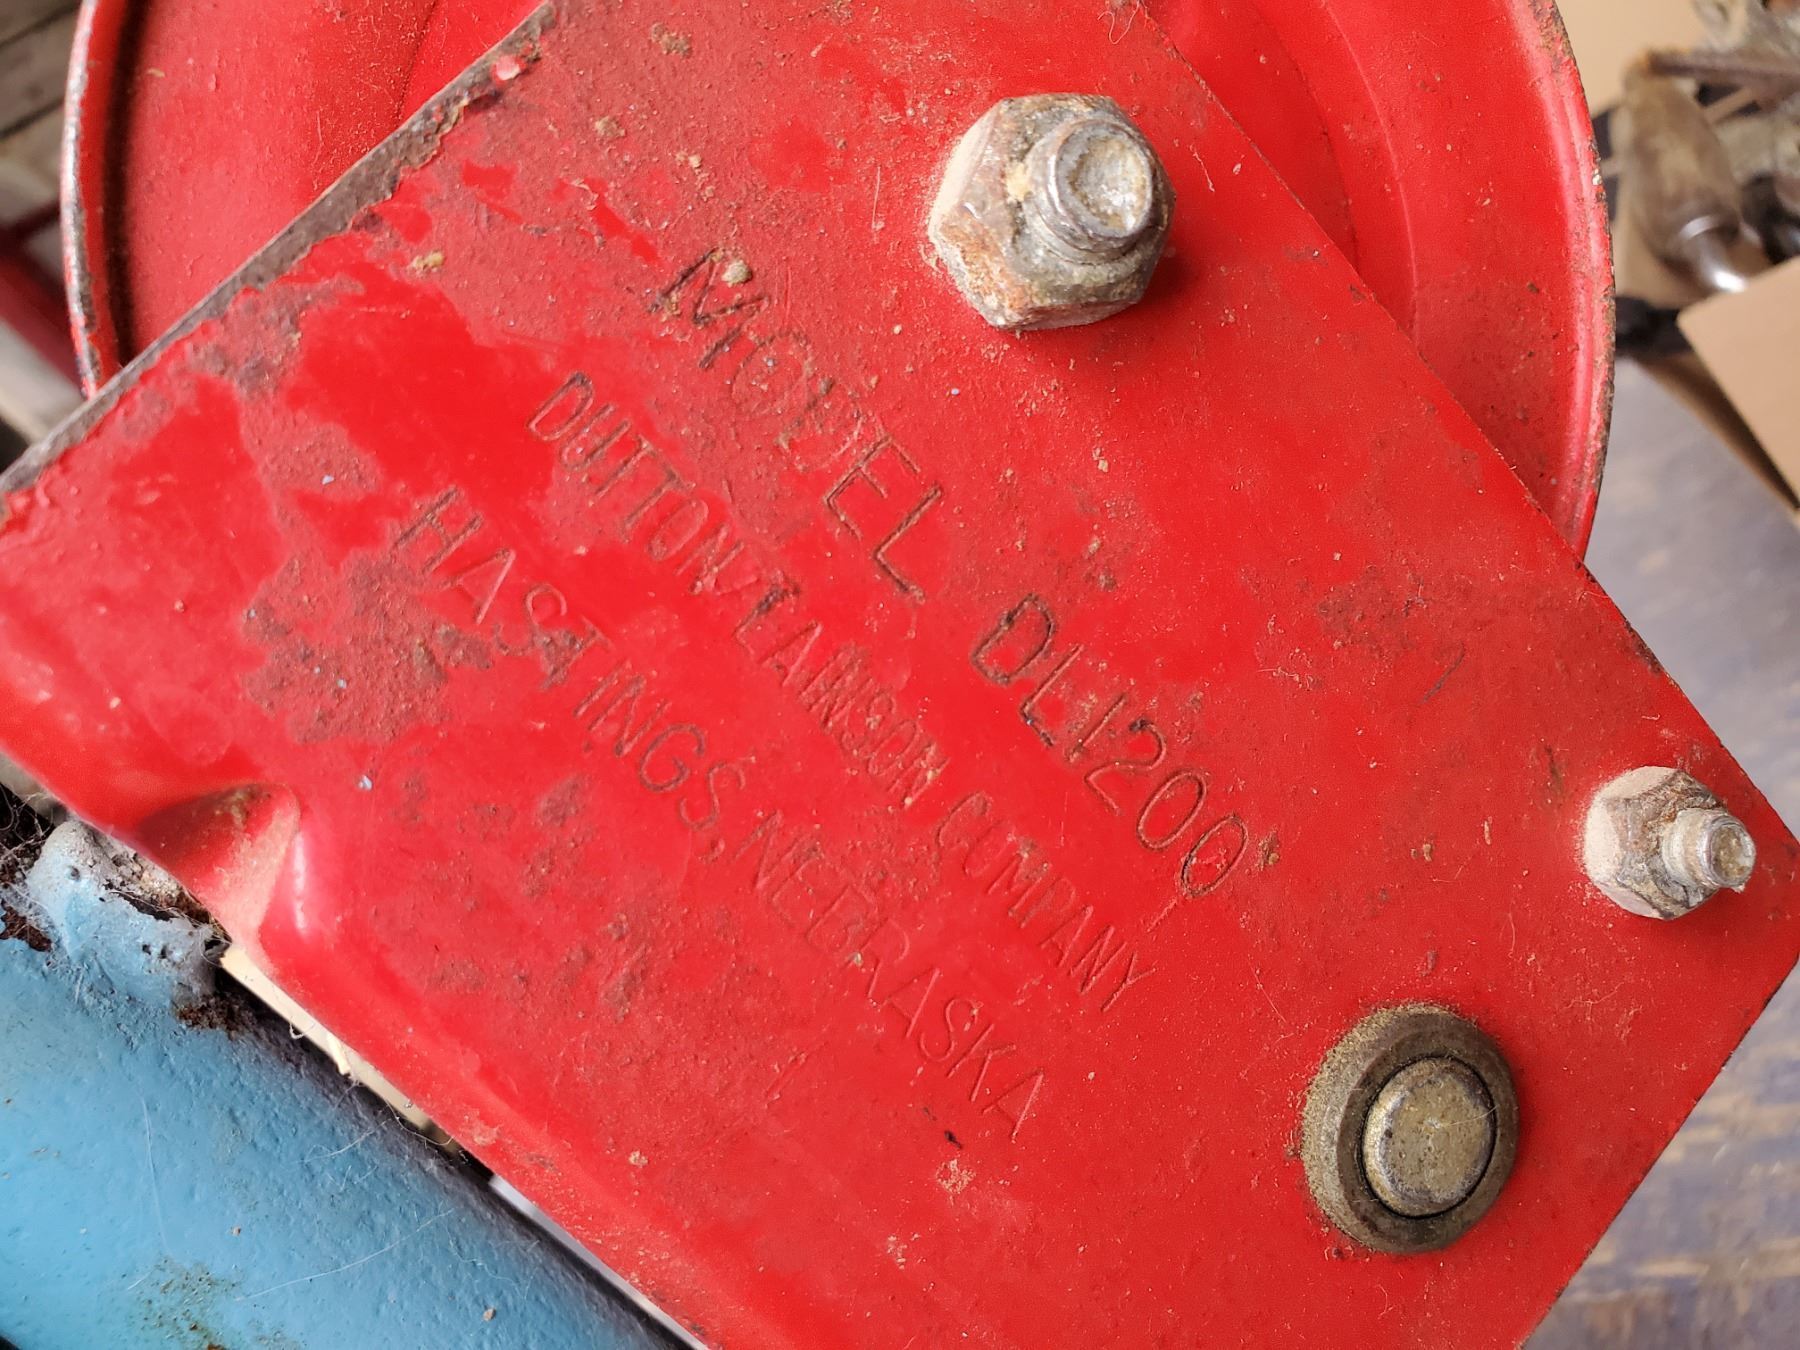 MODEL DL1200
DUTTON/LAINSON COMPANY
HASTINGS, NEBRASKA